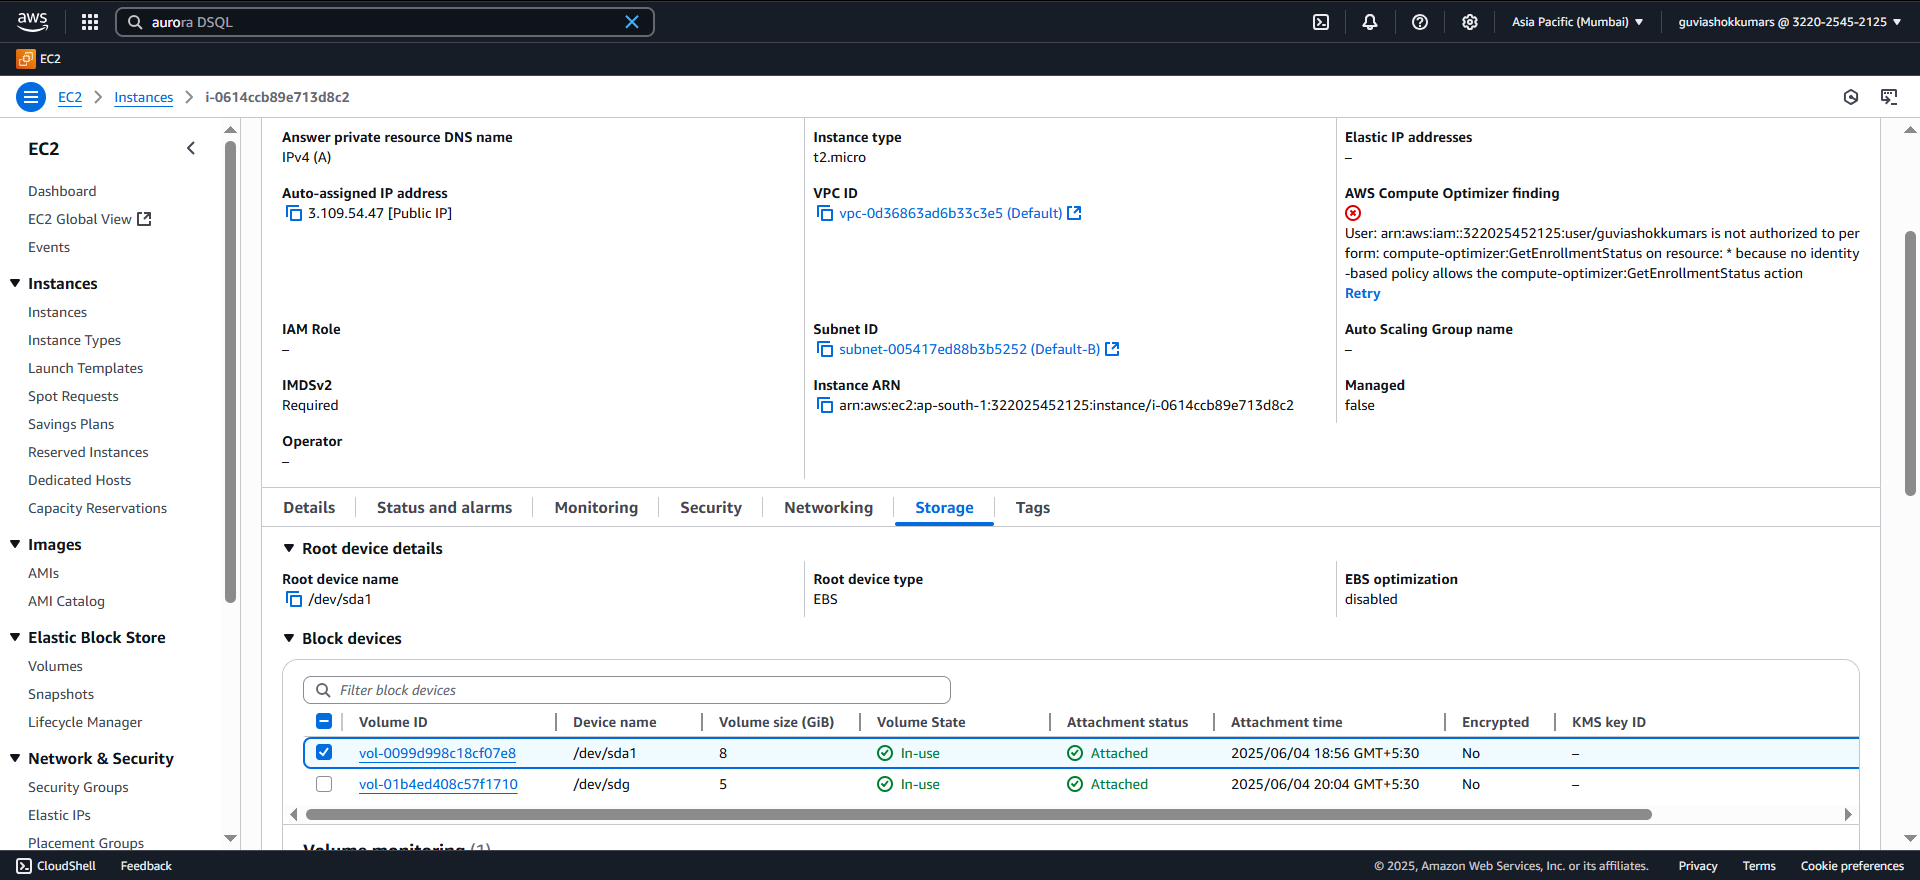 aws
aurora DSQL
Asia Pacific (Mumbai)
guviashokkumars @ 3220-2545-2125
EC2
EC2
Instances
i-0614ccb89e713d8c2
EC2
Dashboard
EC2 Global View
Events
Instances
Instances
Instance Types
Launch Templates
Spot Requests
Savings Plans
Reserved Instances
Dedicated Hosts
Capacity Reservations
Images
AMIs
AMI Catalog
Elastic Block Store
Volumes
Snapshots
Lifecycle Manager
Network & Security
Security Groups
Elastic IPs
Placement Groups
Answer private resource DNS name
IPv4 (A)
Instance type
t2.micro
Elastic IP addresses
–
Auto-assigned IP address
3.109.54.47 [Public IP]
VPC ID
vpc-0d36863ad6b33c3e5 (Default)
AWS Compute Optimizer finding
User: arn:aws:iam::322025452125:user/guviashokkumars is not authorized to per
form: compute-optimizer:GetEnrollmentStatus on resource: * because no identity
-based policy allows the compute-optimizer:GetEnrollmentStatus action
Retry
IAM Role
–
Subnet ID
subnet-005417ed88b3b5252 (Default-B)
Auto Scaling Group name
–
IMDSv2
Required
Instance ARN
arn:aws:ec2:ap-south-1:322025452125:instance/i-0614ccb89e713d8c2
Managed
false
Operator
–
Details Status and alarms Monitoring Security Networking Storage Tags
Root device details
Root device name
/dev/sda1
Root device type
EBS
EBS optimization
disabled
Block devices
Filter block devices
Volume ID Device name Volume size (GiB) Volume State Attachment status Attachment time Encrypted KMS key ID
vol-0099d998c18cf07e8 /dev/sda1 8 In-use Attached 2025/06/04 18:56 GMT+5:30 No –
vol-01b4ed408c57f1710 /dev/sdg 5 In-use Attached 2025/06/04 20:04 GMT+5:30 No –
Volume monitoring (1)
CloudShell Feedback © 2025, Amazon Web Services, Inc. or its affiliates. Privacy Terms Cookie preferences